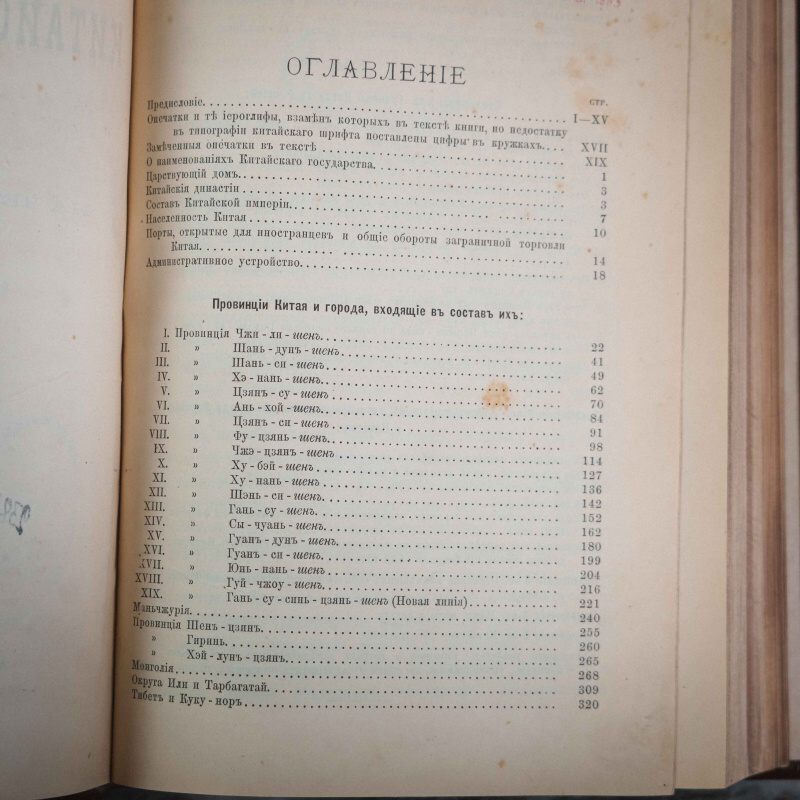 ОГЛАВЛЕНІЕ
СТР.
Предисловіе. I—XV
Опечатки и тѣ іероглифы, взамѣнъ которыхъ въ текстѣ книги, по недостатку
въ типографіи китайскаго шрифта поставлены цифры въ кружкахъ. XVII
Замѣченныя опечатки въ текстѣ XIX
О наименованіяхъ Китайскаго государства. 1
Царствующій домъ. 3
Китайскія династіи 3
Составъ Китайской имперіи. 7
Населенность Китая 10
Порты, открытые для иностранцевъ и общіе обороты заграничной торговли
Китая. 14
Административное устройство. 18
Провинціи Китая и города, входящіе въ составъ ихъ:
I. Провинція Чжи - ли - шенъ. 22
II. » Шань - дунъ - шенъ. 41
III. » Шань - си - шенъ. 49
IV. » Хэ - нань - шенъ. 62
V. » Цзянъ - су - шенъ. 70
VI. » Ань - хой - шенъ. 84
VII. » Цзянъ - си - шенъ. 91
VIII. » Фу - цзянь - шенъ. 98
IX. » Чжэ - цзянъ - шенъ. 114
X. » Ху - бэй - шенъ 127
XI. » Ху - нань - шенъ. 136
XII. » Шэнь - си - шенъ. 142
XIII. » Гань - су - шенъ. 152
XIV. » Сы - чуань - шенъ. 162
XV. » Гуанъ - дунъ - шенъ. 180
XVI. » Гуанъ - си - шенъ. 199
XVII. » Юнь - нань - шенъ 204
XVIII. » Гуй - чжоу - шенъ. 216
XIX. » Гань - су - синь - цзянъ - шенъ (Новая линія) 221
Маньчжурія. 240
Провинція Шенъ - цзянъ. 255
» Гиринь. 260
» Хэй - лунъ - цзянъ. 265
Монголія 268
Округа Или и Тарбагатай. 309
Тибетъ и Куку - норъ 320